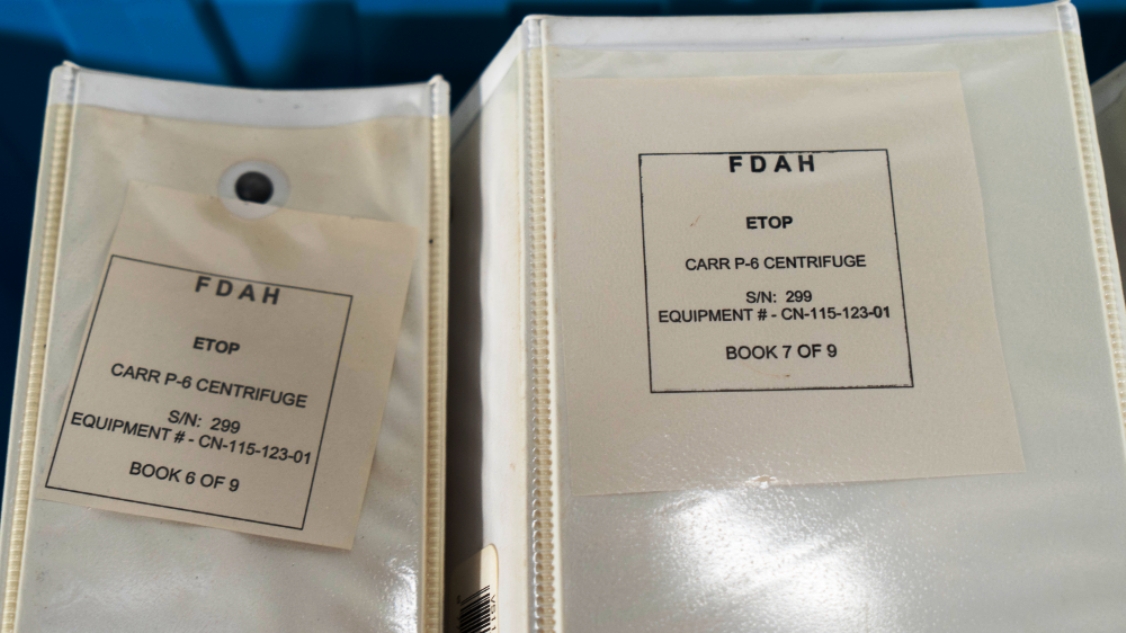 FDAH
ETOP
CARR P-6 CENTRIFUGE
S/N: 299
EQUIPMENT # - CN-115-123-01
BOOK 6 OF 9
FDAH
ETOP
CARR P-6 CENTRIFUGE
S/N: 299
EQUIPMENT # - CN-115-123-01
BOOK 7 OF 9